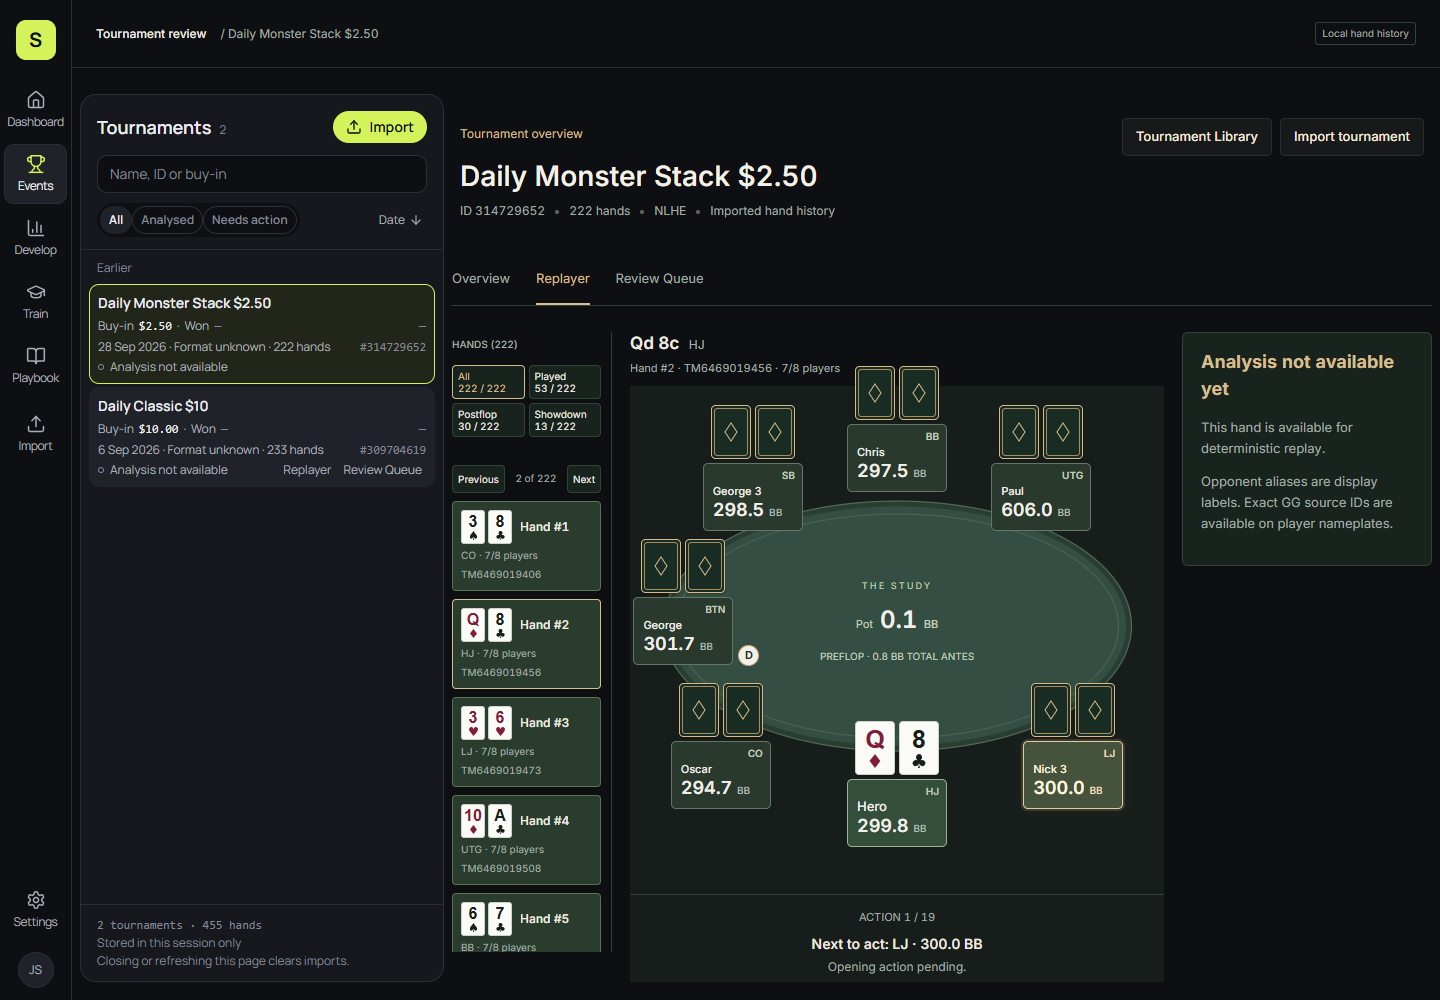 S
Dashboard
Events
Develop
Train
Playbook
Import
Settings
JS
Tournament review / Daily Monster Stack $2.50
Local hand history
Tournaments 2
Import
Name, ID or buy-in
All Analysed Needs action Date ↓
Earlier
Daily Monster Stack $2.50
Buy-in $2.50 · Won — —
28 Sep 2026 · Format unknown · 222 hands #314729652
Analysis not available
Daily Classic $10
Buy-in $10.00 · Won — —
6 Sep 2026 · Format unknown · 233 hands #309704619
Analysis not available Replayer Review Queue
2 tournaments · 455 hands
Stored in this session only
Closing or refreshing this page clears imports.
Tournament overview
Daily Monster Stack $2.50
ID 314729652 • 222 hands • NLHE • Imported hand history
Tournament Library
Import tournament
Overview Replayer Review Queue
HANDS (222)
All
222 / 222
Played
53 / 222
Postflop
30 / 222
Showdown
13 / 222
Previous 2 of 222 Next
3♠ 8♣ Hand #1
CO · 7/8 players
TM6469019406
Q♦ 8♣ Hand #2
HJ · 7/8 players
TM6469019456
3♥ 6♥ Hand #3
LJ · 7/8 players
TM6469019473
10♦ A♣ Hand #4
UTG · 7/8 players
TM6469019508
6♠ 7♣ Hand #5
BB · 7/8 players
Qd 8c HJ
Hand #2 · TM6469019456 · 7/8 players
BB
Chris
297.5 BB
SB
George 3
298.5 BB
UTG
Paul
606.0 BB
BTN
George
301.7 BB
D
THE STUDY
Pot 0.1 BB
PREFLOP · 0.8 BB TOTAL ANTES
CO
Oscar
294.7 BB
Q♦ 8♣
HJ
Hero
299.8 BB
LJ
Nick 3
300.0 BB
ACTION 1 / 19
Next to act: LJ · 300.0 BB
Opening action pending.
Analysis not available
yet
This hand is available for
deterministic replay.
Opponent aliases are display
labels. Exact GG source IDs are
available on player nameplates.